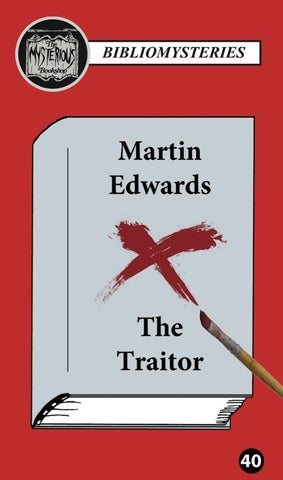 The
MYSTERIOUS
Bookshop
BIBLIOMYSTERIES
Martin
Edwards
The
Traitor
40